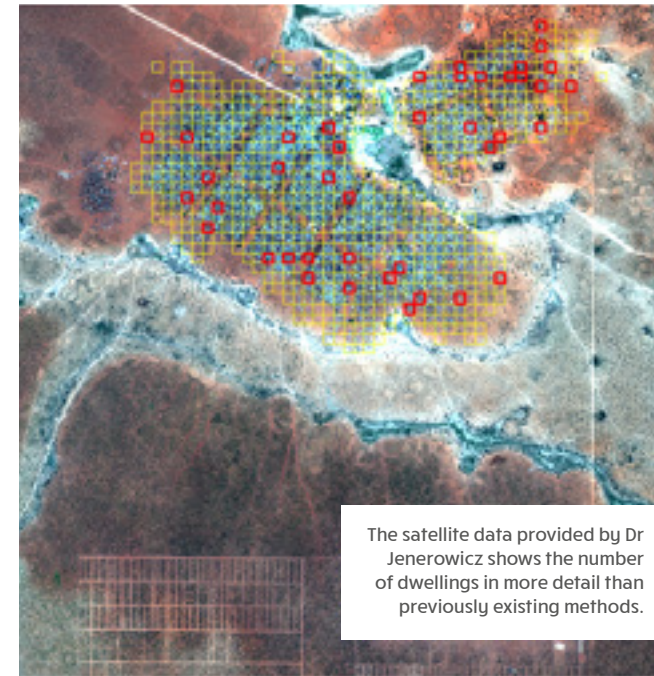 The satellite data provided by Dr
Jenerowicz shows the number
of dwellings in more detail than
previously existing methods.